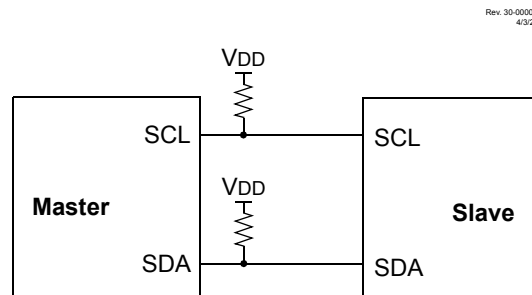 Rev. 30-0000
4/3/2
VDD
SCL
SCL
VDD
Master
Slave
SDA
SDA